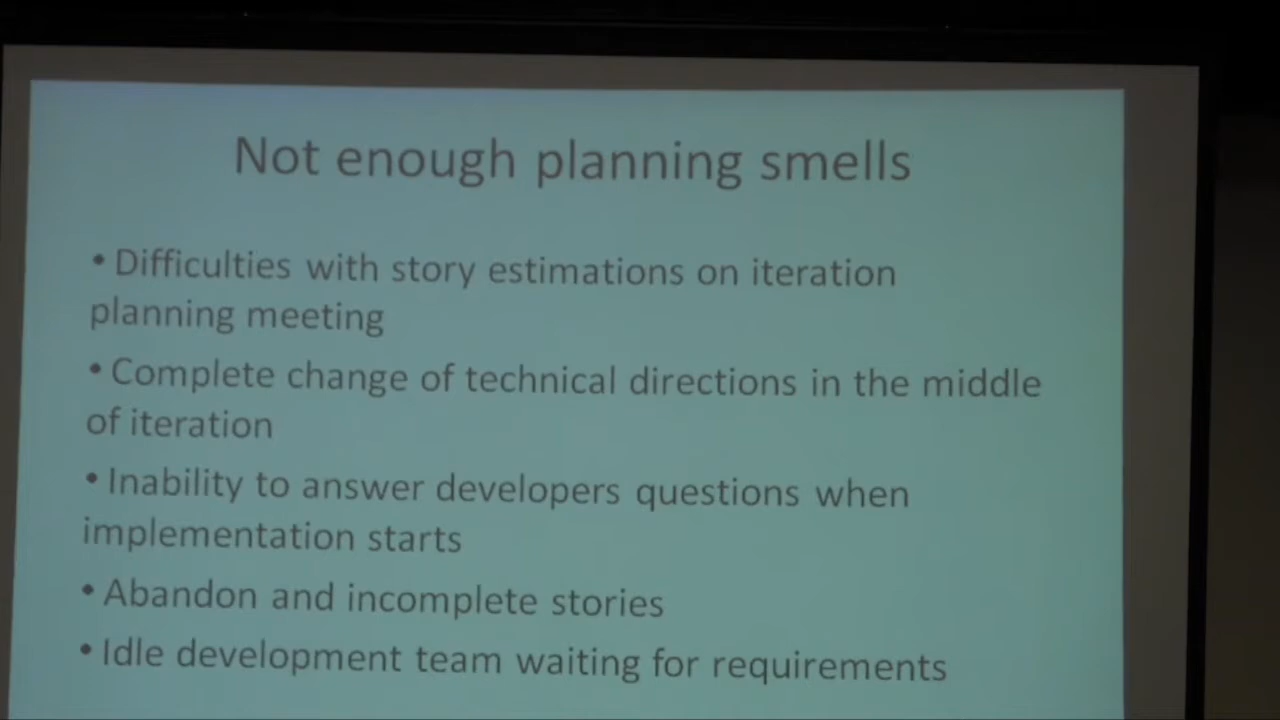 Not enough planning smells
• Difficulties with story estimations on iteration
planning meeting
• Complete change of technical directions in the middle
of iteration
• Inability to answer developers questions when
implementation starts
• Abandon and incomplete stories
• Idle development team waiting for requirements